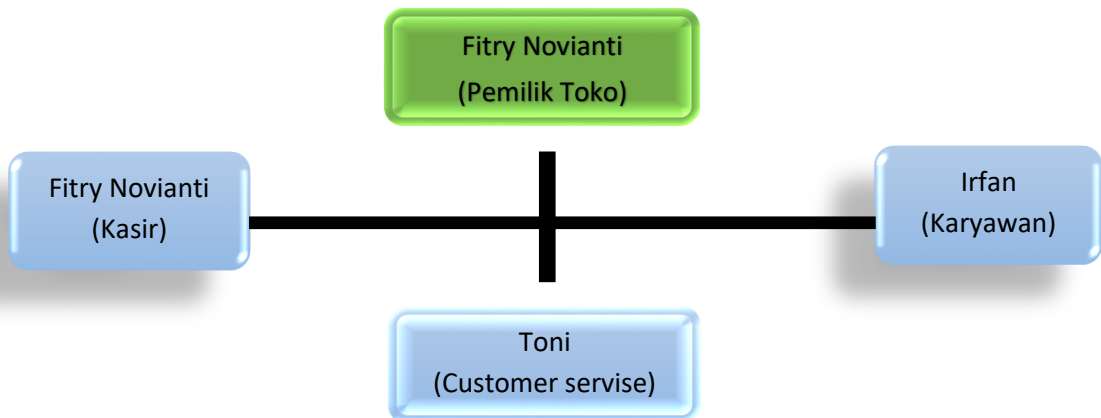 Fitry Novianti
(Pemilik Toko)
Fitry Novianti
(Kasir)
Irfan
(Karyawan)
Toni
(Customer servise)